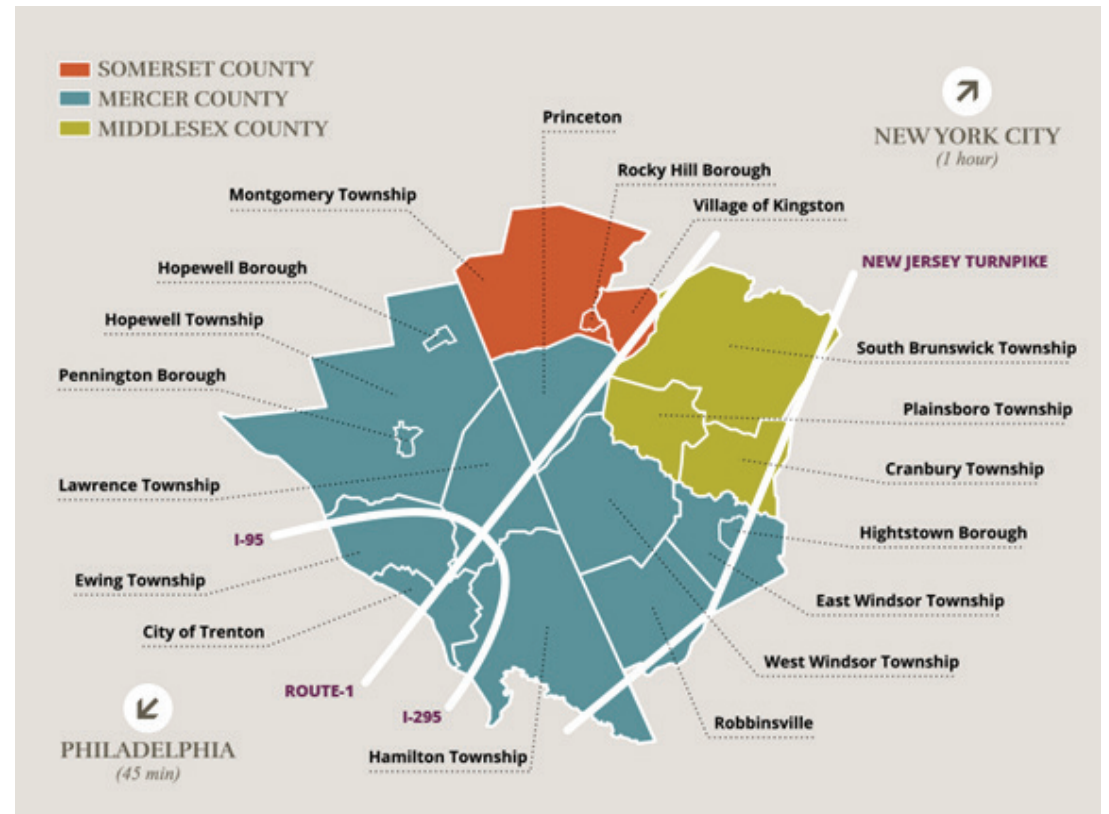 SOMERSET COUNTY
MERCER COUNTY
MIDDLESEX COUNTY
NEW YORK CITY
(1 hour)
Princeton
Rocky Hill Borough
Montgomery Township
Village of Kingston
Hopewell Borough
NEW JERSEY TURNPIKE
Hopewell Township
South Brunswick Township
Pennington Borough
Plainsboro Township
Cranbury Township
Lawrence Township
Hightstown Borough
I-95
Ewing Township
East Windsor Township
City of Trenton
West Windsor Township
ROUTE-1
I-295
Robbinsville
PHILADELPHIA
(45 min)
Hamilton Township